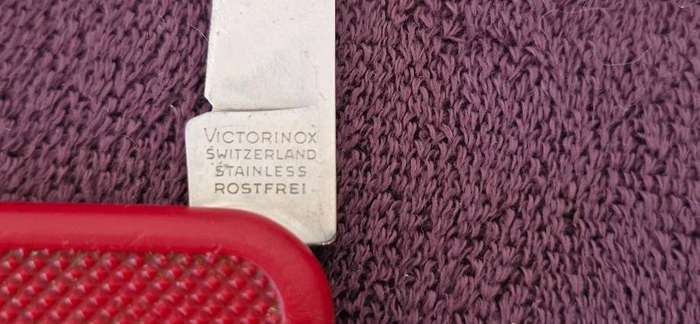 VICTORINOX
SWITZERLAND
STAINLESS
ROSTFREI